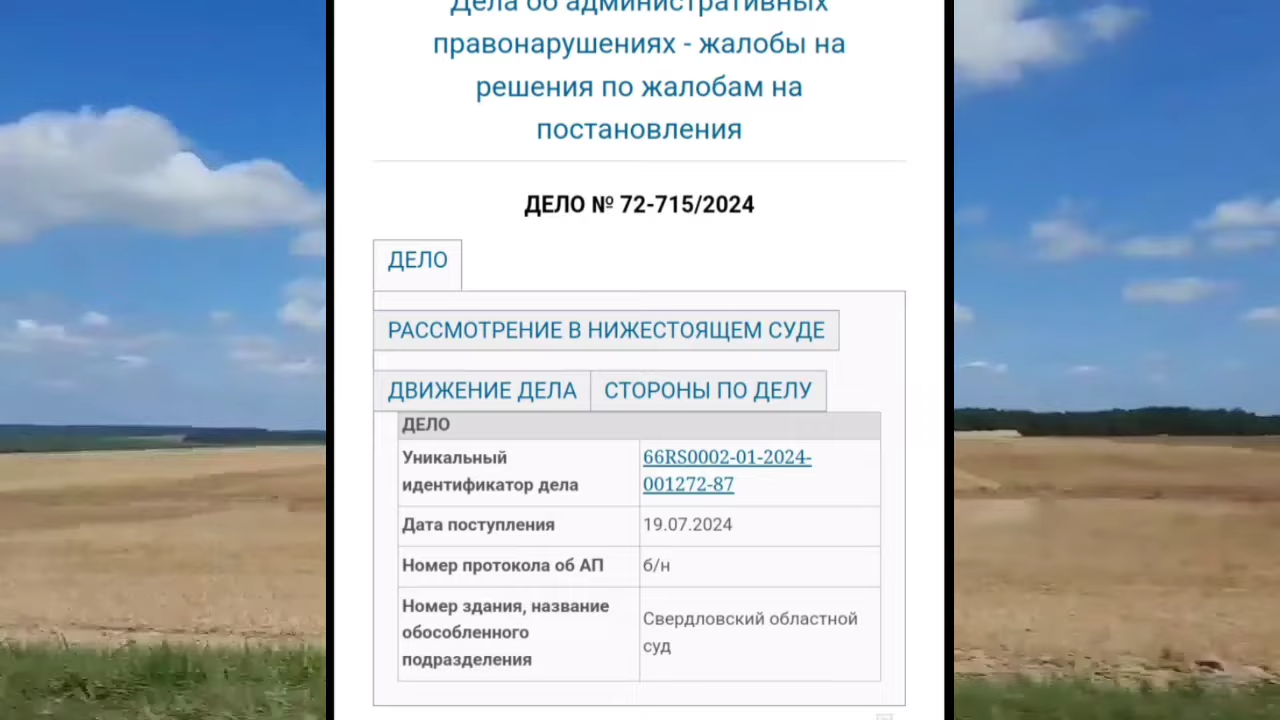 Дела об административных
правонарушениях - жалобы на
решения по жалобам на
постановления
ДЕЛО № 72-715/2024
ДЕЛО
РАССМОТРЕНИЕ В НИЖЕСТОЯЩЕМ СУДЕ
ДВИЖЕНИЕ ДЕЛА СТОРОНЫ ПО ДЕЛУ
ДЕЛО
Уникальный
идентификатор дела
66RS0002-01-2024-
001272-87
Дата поступления 19.07.2024
Номер протокола об АП б/н
Номер здания, название
обособленного
подразделения
Свердловский областной
суд